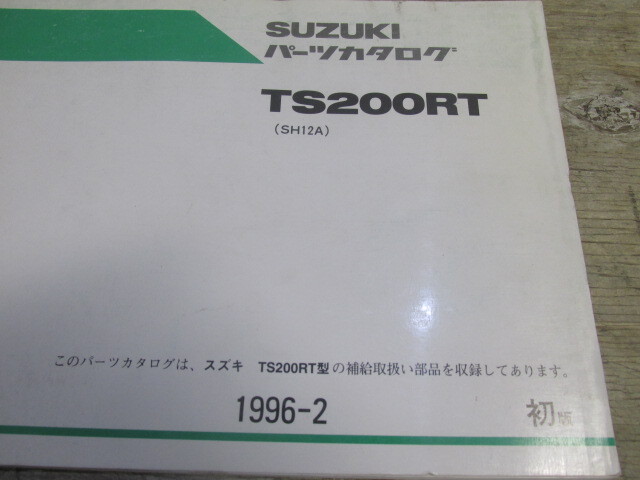 SUZUKI
パーツカタログ
TS200RT
(SH12A)
このパーツカタログは、スズキ TS200RT型の補給取扱い部品を収録してあります。
1996-2 初版